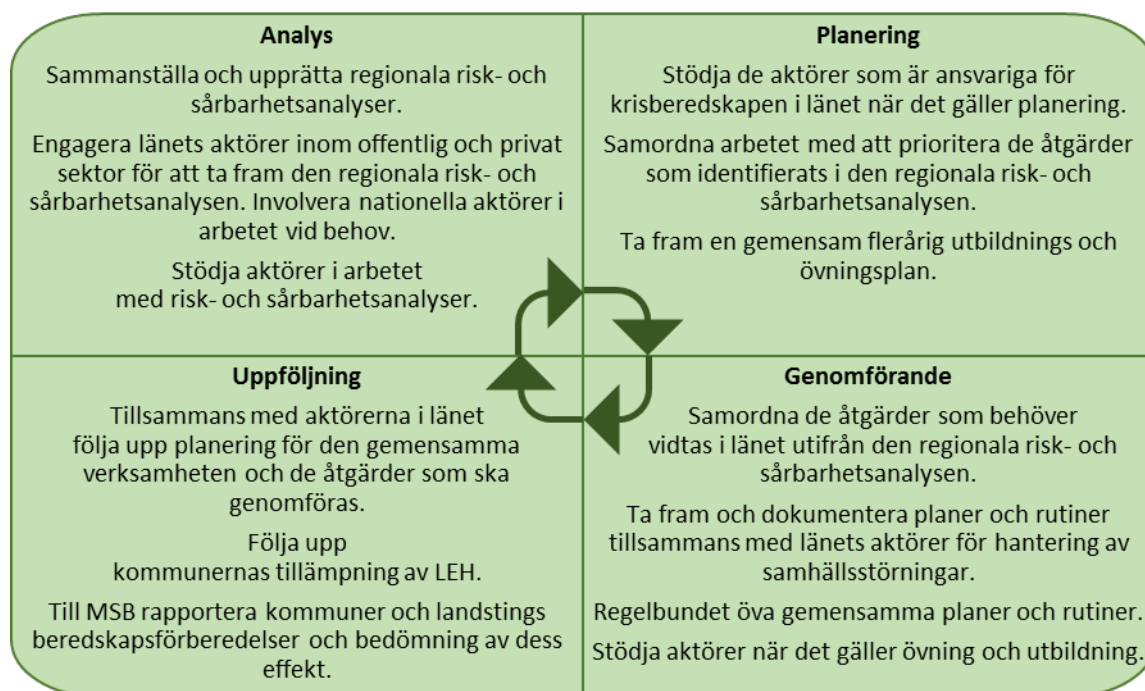 Analys
Sammanställa och upprätta regionala risk- och
sårbarhetsanalyser.
Engagera länets aktörer inom offentlig och privat
sektor för att ta fram den regionala risk- och
sårbarhetsanalysen. Involvera nationella aktörer i
arbetet vid behov.
Stödja aktörer i arbetet
med risk- och sårbarhetsanalyser.
Planering
Stödja de aktörer som är ansvariga för
krisberedskapen i länet när det gäller planering.
Samordna arbetet med att prioritera de åtgärder
som identifierats i den regionala risk- och
sårbarhetsanalysen.
Ta fram en gemensam flerårig utbildnings och
övningsplan.
Uppföljning
Tillsammans med aktörerna i länet
följa upp planering för den gemensamma
verksamheten och de åtgärder som ska
genomföras.
Följa upp
kommunernas tillämpning av LEH.
Till MSB rapportera kommuner och landstings
beredskapsförberedelser och bedömning av dess
effekt.
Genomförande
Samordna de åtgärder som behöver
vidtas i länet utifrån den regionala risk- och
sårbarhetsanalysen.
Ta fram och dokumentera planer och rutiner
tillsammans med länets aktörer för hantering av
samhällsstörningar.
Regelbundet öva gemensamma planer och rutiner.
Stödja aktörer när det gäller övning och utbildning.